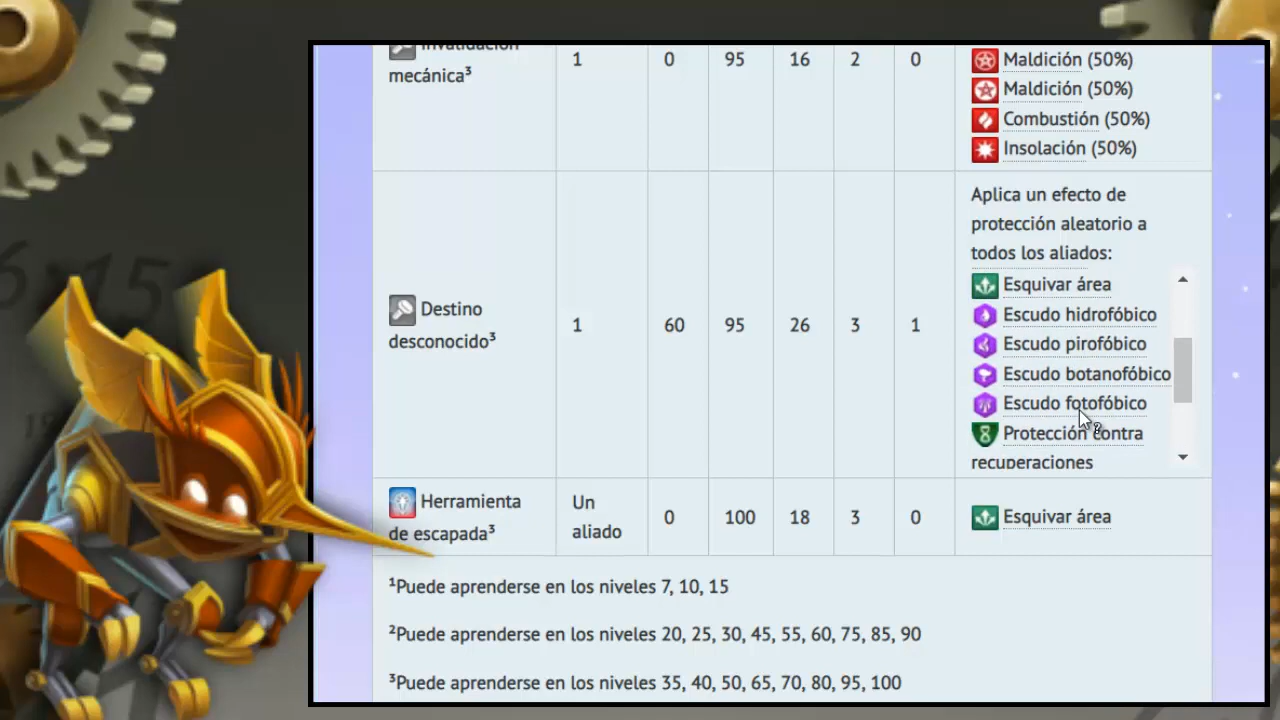 Invalidación
mecánica³ 1 0 95 16 2 0
Maldición (50%)
Maldición (50%)
Combustión (50%)
Insolación (50%)
Destino
desconocido³ 1 60 95 26 3 1
Aplica un efecto de
protección aleatorio a
todos los aliados:
Esquivar área
Escudo hidrofóbico
Escudo pirofóbico
Escudo botanofóbico
Escudo fotofóbico
Protección contra
recuperaciones
Herramienta
de escapada³
Un
aliado
0 100 18 3 0 Esquivar área
¹Puede aprenderse en los niveles 7, 10, 15
²Puede aprenderse en los niveles 20, 25, 30, 45, 55, 60, 75, 85, 90
³Puede aprenderse en los niveles 35, 40, 50, 65, 70, 80, 95, 100